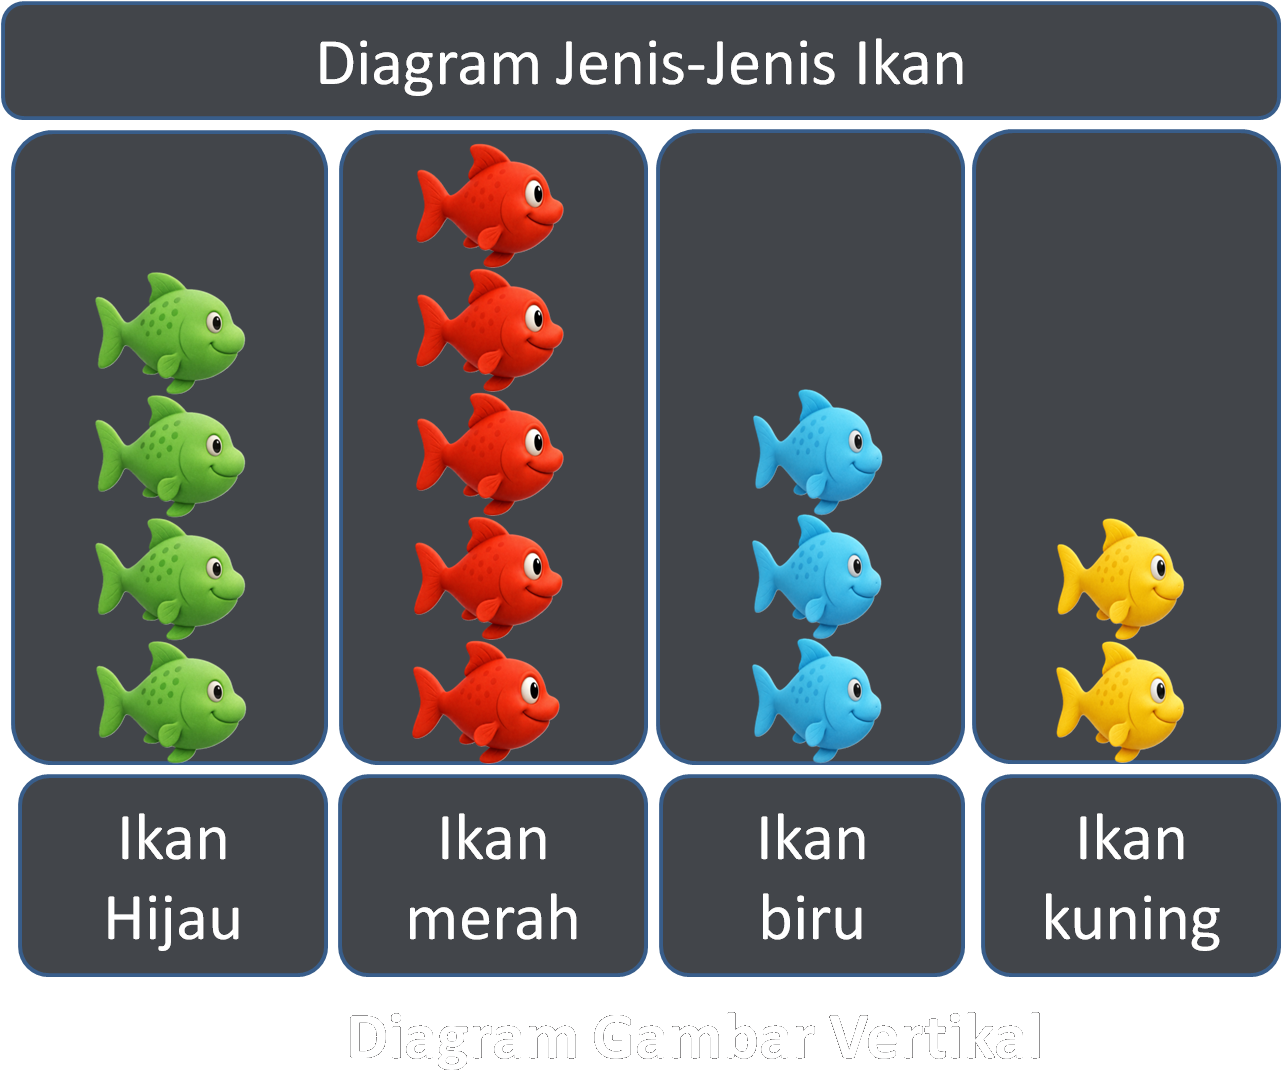 Diagram Jenis-Jenis Ikan
Ikan
Hijau
Ikan
merah
Ikan
biru
Ikan
kuning
Diagram Gambar Vertikal